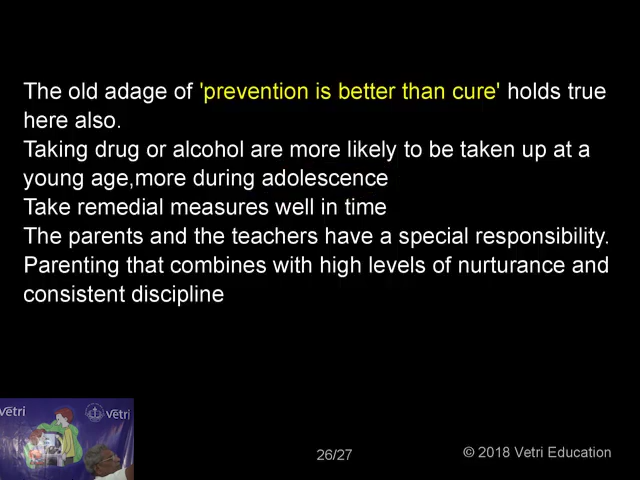 The old adage of 'prevention is better than cure' holds true
here also.
Taking drug or alcohol are more likely to be taken up at a
young age,more during adolescence
Take remedial measures well in time
The parents and the teachers have a special responsibility.
Parenting that combines with high levels of nurturance and
consistent discipline
Vetri
Vetri
26/27
© 2018 Vetri Education